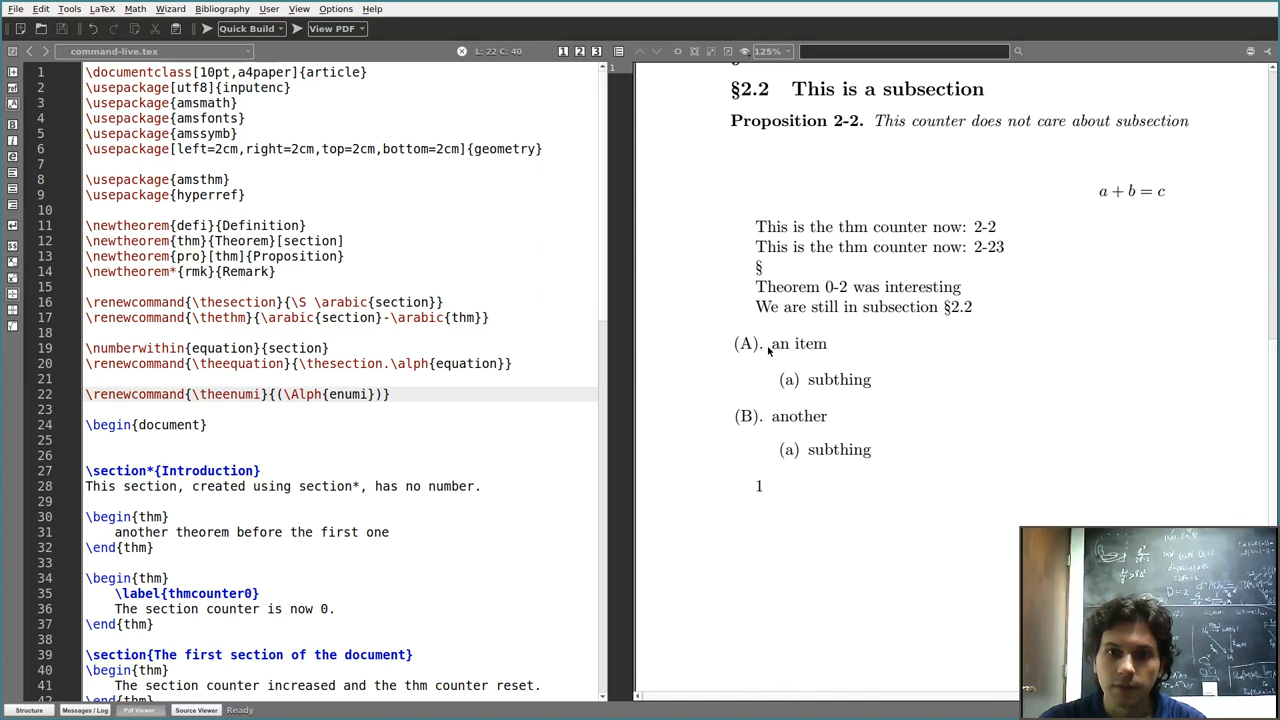 File Edit Tools LaTeX Math Wizard Bibliography User View Options Help
Quick Build View PDF
command-live.tex L: 22 C: 40 1 2 3 125%
1 \documentclass[10pt,a4paper]{article}
2 \usepackage[utf8]{inputenc}
3 \usepackage{amsmath}
4 \usepackage{amsfonts}
5 \usepackage{amssymb}
6 \usepackage[left=2cm,right=2cm,top=2cm,bottom=2cm]{geometry}
7
8 \usepackage{amsthm}
9 \usepackage{hyperref}
10
11 \newtheorem{defi}{Definition}
12 \newtheorem{thm}{Theorem}[section]
13 \newtheorem{pro}[thm]{Proposition}
14 \newtheorem*{rmk}{Remark}
15
16 \renewcommand{\thesection}{\S \arabic{section}}
17 \renewcommand{\thethm}{\arabic{section}-\arabic{thm}}
18
19 \numberwithin{equation}{section}
20 \renewcommand{\theequation}{\thesection.\alph{equation}}
21
22 \renewcommand{\theenumi}{(\Alph{enumi})}
23
24 \begin{document}
25
26
27 \section*{Introduction}
28 This section, created using section*, has no number.
29
30 \begin{thm}
31 another theorem before the first one
32 \end{thm}
33
34 \begin{thm}
35 \label{thmcounter0}
36 The section counter is now 0.
37 \end{thm}
38
39 \section{The first section of the document}
40 \begin{thm}
41 The section counter increased and the thm counter reset.
42 \end{thm}
1
§2.2 This is a subsection
Proposition 2-2. This counter does not care about subsection
a + b = c
This is the thm counter now: 2-2
This is the thm counter now: 2-23
§
Theorem 0-2 was interesting
We are still in subsection §2.2
(A). an item
(a) subthing
(B). another
(a) subthing
1
Structure Messages / Log Pdf Viewer Source Viewer Ready